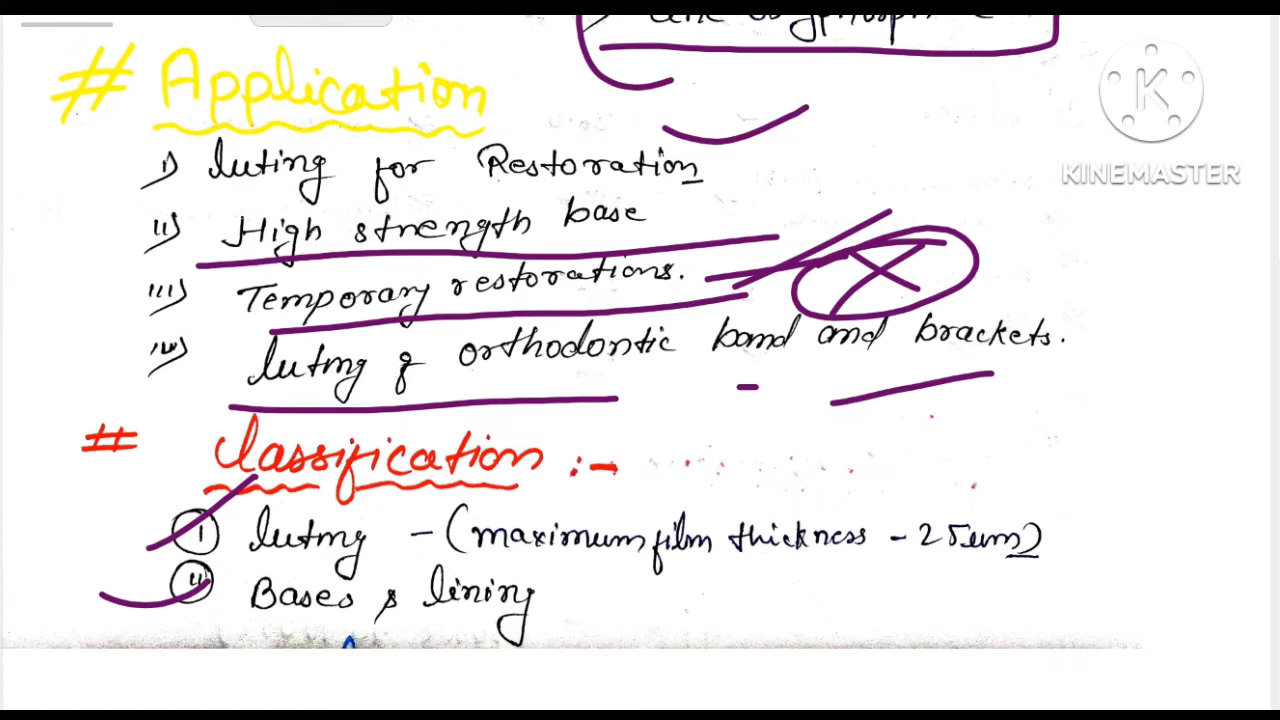 # Application
i) luting for Restoration
KINEMASTER
ii) High strength base
iii) Temporary restorations.
iv) luting of orthodontic band and brackets.
# Classification :-
① luting - (maximum film thickness - 25um)
ⓘⓘ Bases & lining